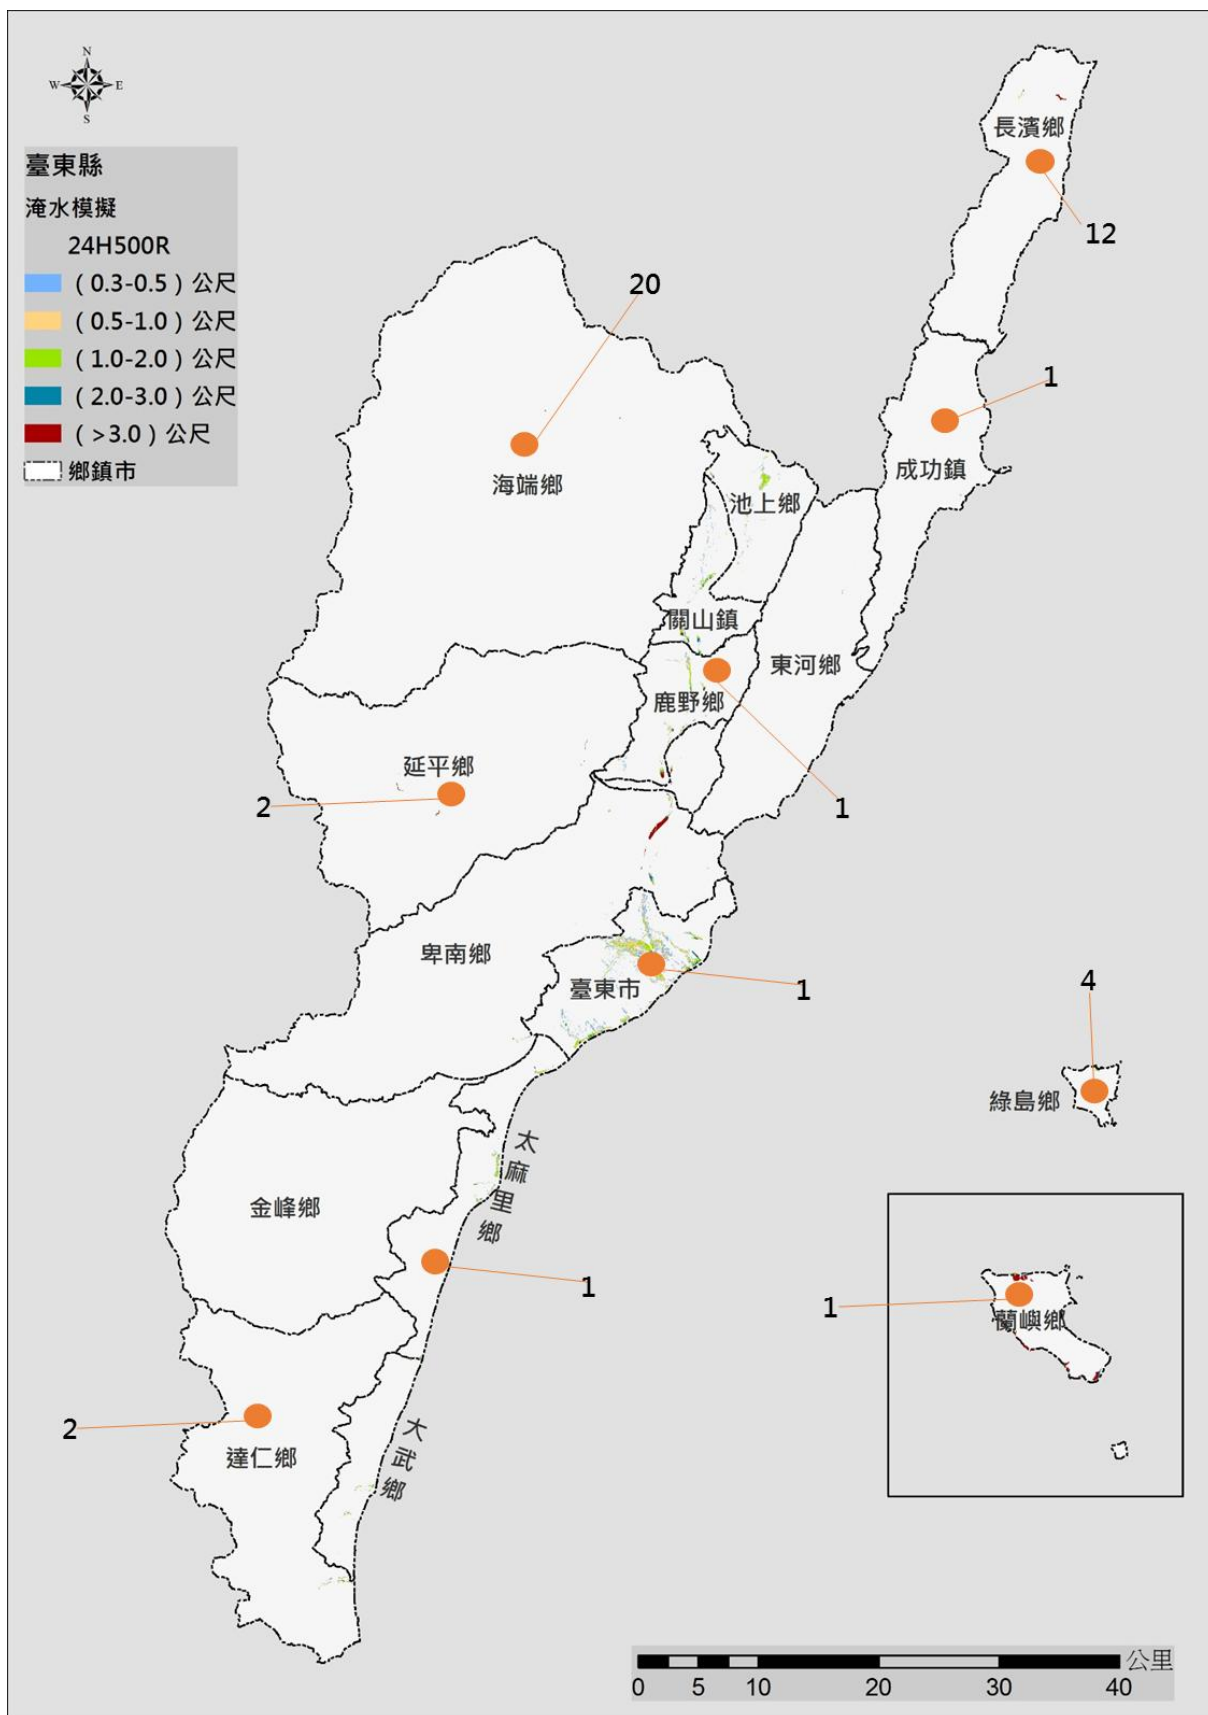 N
W E
S
臺東縣
淹水模擬
24H500R
（0.3-0.5）公尺
（0.5-1.0）公尺
（1.0-2.0）公尺
（2.0-3.0）公尺
（>3.0）公尺
鄉鎮市
長濱鄉
12
20
1
成功鎮
海端鄉
池上鄉
關山鎮
東河鄉
鹿野鄉
延平鄉
2
1
卑南鄉
臺東市
1
4
綠島鄉
太麻里鄉
金峰鄉
1
1
蘭嶼鄉
2
達仁鄉
大武鄉
公里
0 5 10 20 30 40